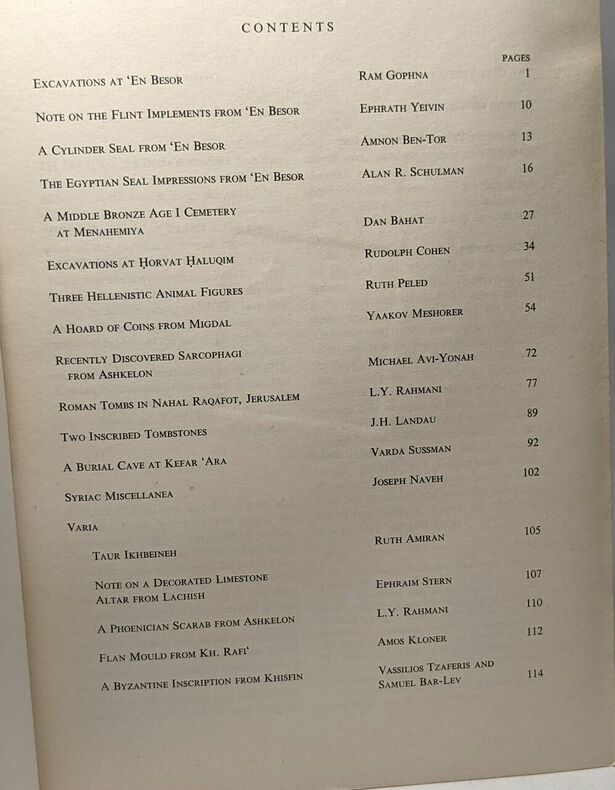 CONTENTS
PAGES
EXCAVATIONS AT ‘EN BESOR RAM GOPHNA 1
NOTE ON THE FLINT IMPLEMENTS FROM ‘EN BESOR EPHRATH YEIVIN 10
A CYLINDER SEAL FROM ‘EN BESOR AMNON BEN-TOR 13
THE EGYPTIAN SEAL IMPRESSIONS FROM ‘EN BESOR ALAN R. SCHULMAN 16
A MIDDLE BRONZE AGE I CEMETERY
AT MENAHEMIYA DAN BAHAT 27
EXCAVATIONS AT ḤORVAT ḤALUQIM RUDOLPH COHEN 34
THREE HELLENISTIC ANIMAL FIGURES RUTH PELED 51
A HOARD OF COINS FROM MIGDAL YAAKOV MESHORER 54
RECENTLY DISCOVERED SARCOPHAGI
FROM ASHKELON MICHAEL AVI-YONAH 72
ROMAN TOMBS IN NAHAL RAQAFOT, JERUSALEM L.Y. RAHMANI 77
TWO INSCRIBED TOMBSTONES J.H. LANDAU 89
A BURIAL CAVE AT KEFAR ‘ARA VARDA SUSSMAN 92
SYRIAC MISCELLANEA JOSEPH NAVEH 102
VARIA
TAUR IKHBEINEH RUTH AMIRAN 105
NOTE ON A DECORATED LIMESTONE
ALTAR FROM LACHISH EPHRAIM STERN 107
A PHOENICIAN SCARAB FROM ASHKELON L.Y. RAHMANI 110
FLAN MOULD FROM KH. RAFI‘ AMOS KLONER 112
A BYZANTINE INSCRIPTION FROM KHISFIN VASSILIOS TZAFERIS AND
SAMUEL BAR-LEV 114